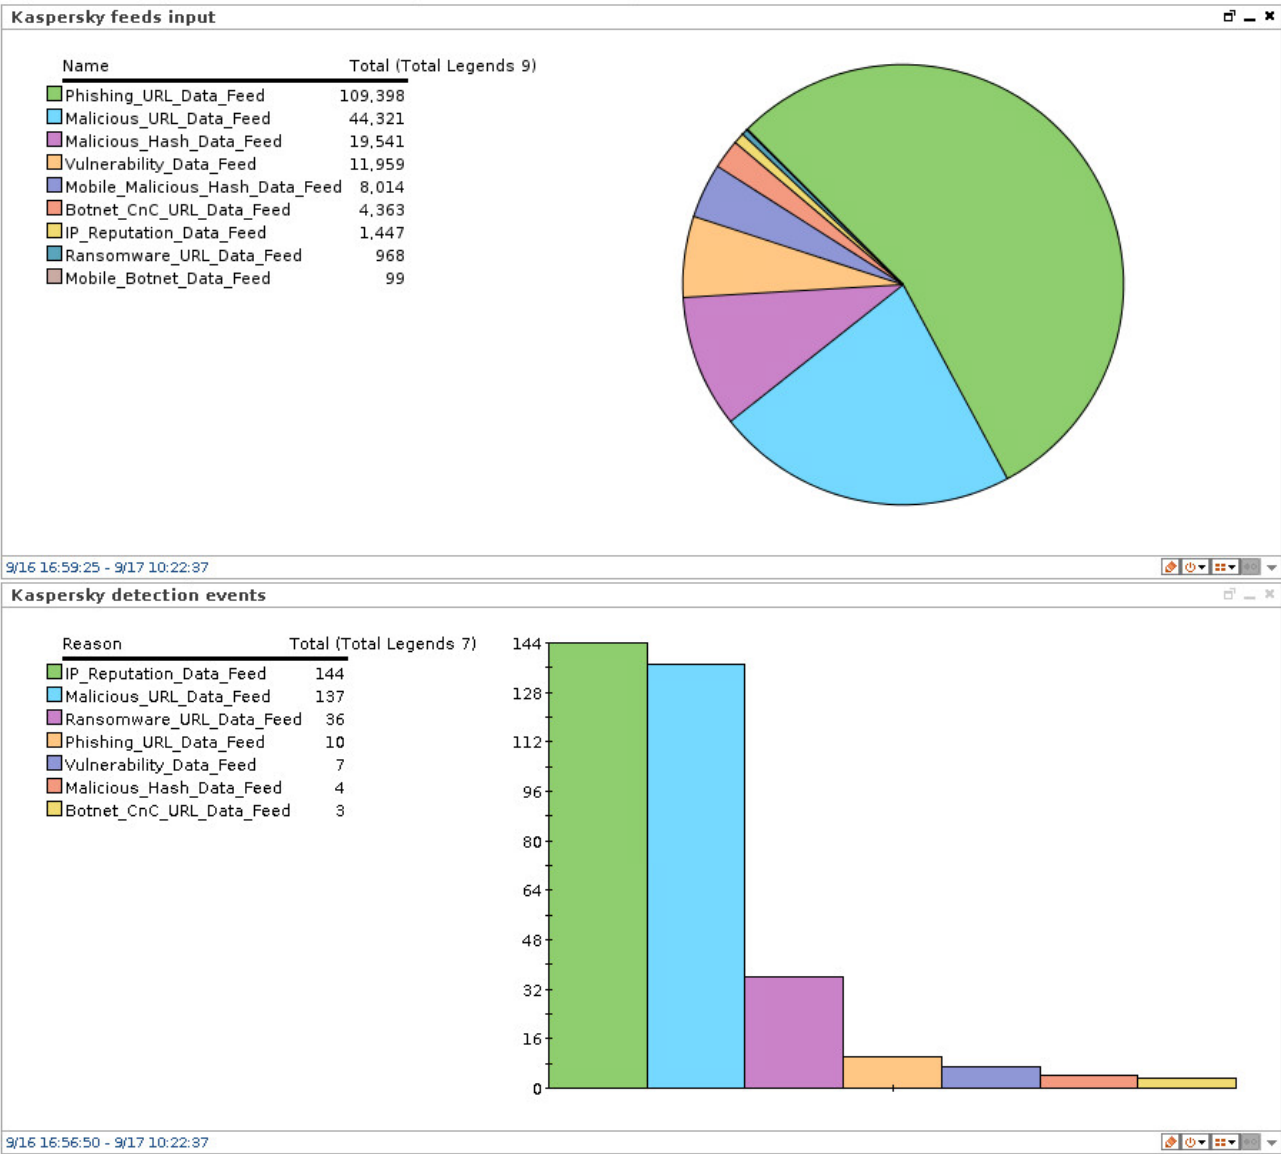 Kaspersky feeds input
Name Total (Total Legends 9)
Phishing_URL_Data_Feed 109,398
Malicious_URL_Data_Feed 44,321
Malicious_Hash_Data_Feed 19,541
Vulnerability_Data_Feed 11,959
Mobile_Malicious_Hash_Data_Feed 8,014
Botnet_CnC_URL_Data_Feed 4,363
IP_Reputation_Data_Feed 1,447
Ransomware_URL_Data_Feed 968
Mobile_Botnet_Data_Feed 99
9/16 16:59:25 - 9/17 10:22:37
Kaspersky detection events
Reason Total (Total Legends 7)
IP_Reputation_Data_Feed 144
Malicious_URL_Data_Feed 137
Ransomware_URL_Data_Feed 36
Phishing_URL_Data_Feed 10
Vulnerability_Data_Feed 7
Malicious_Hash_Data_Feed 4
Botnet_CnC_URL_Data_Feed 3
144
128
112
96
80
64
48
32
16
0
9/16 16:56:50 - 9/17 10:22:37